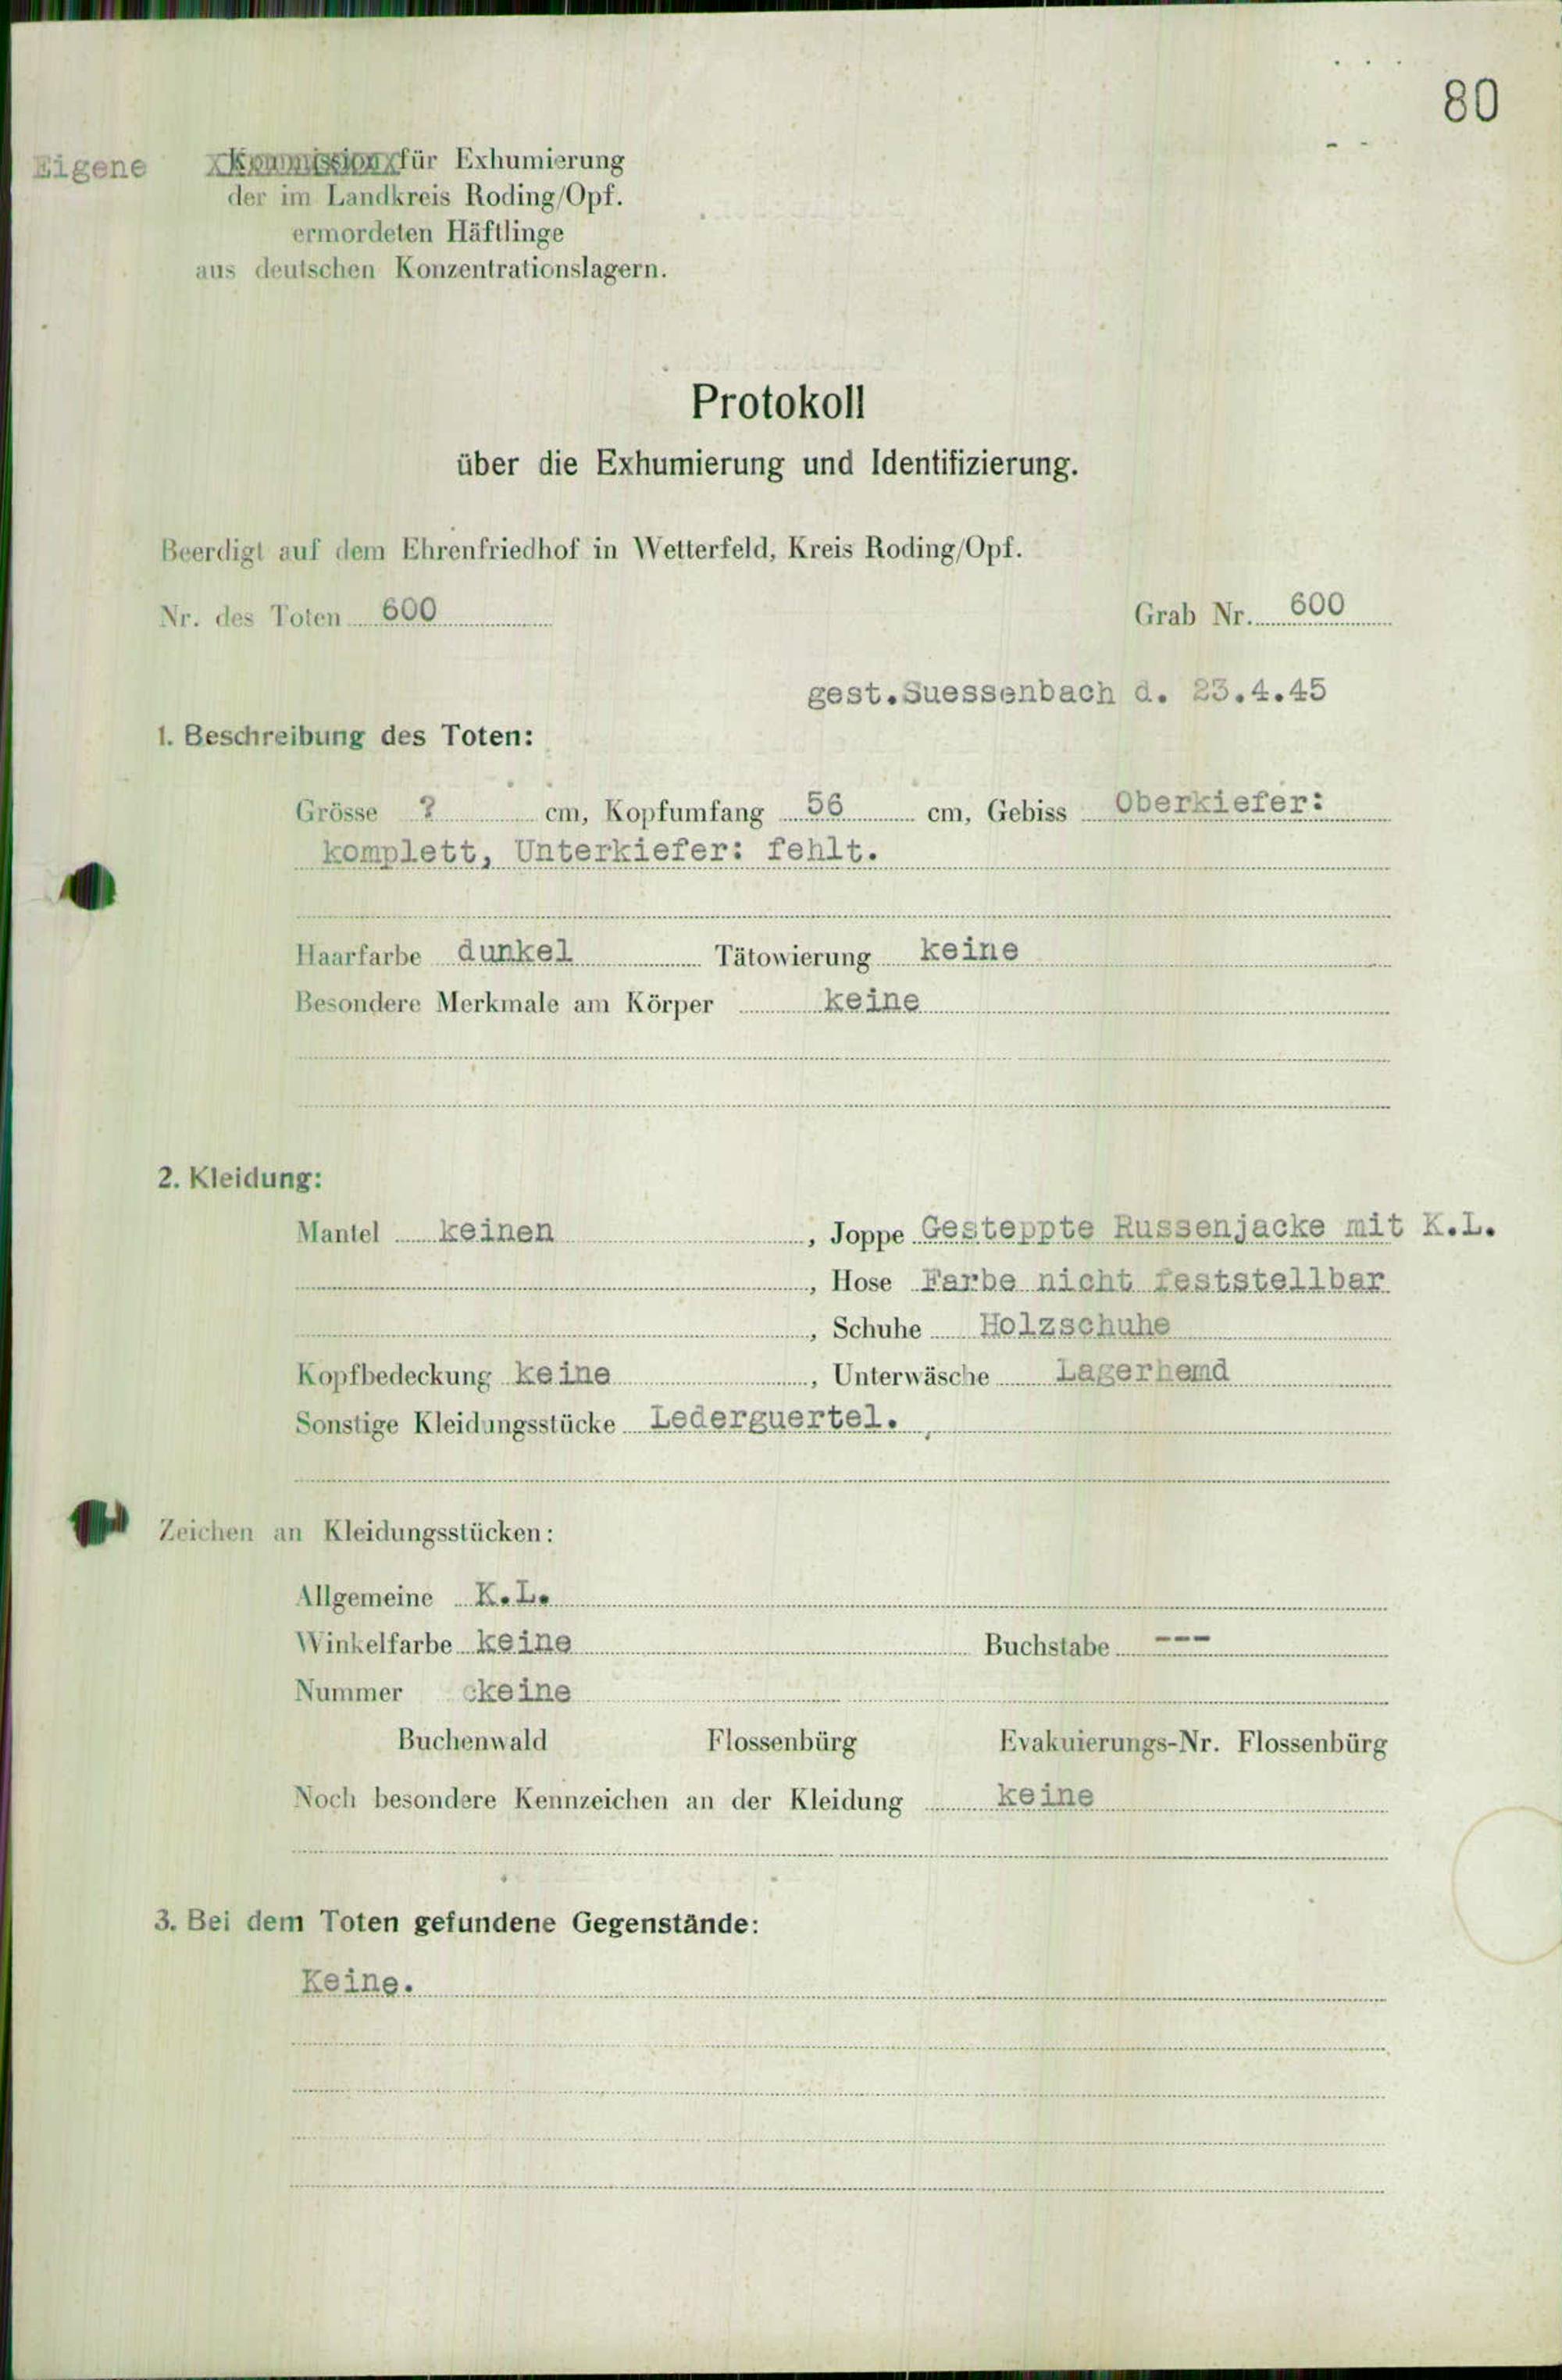 80
Eigene Kommission für Exhumierung
der im Landkreis Roding/Opf.
ermordeten Häftlinge
aus deutschen Konzentrationslagern.
Protokoll
über die Exhumierung und Identifizierung.
Beerdigt auf dem Ehrenfriedhof in Wetterfeld, Kreis Roding/Opf.
Nr. des Toten 600 Grab Nr. 600
gest.Suessenbach d. 23.4.45
1. Beschreibung des Toten:
Grösse ? cm, Kopfumfang 56 cm, Gebiss Oberkiefer:
komplett, Unterkiefer: fehlt.
Haarfarbe dunkel Tätowierung keine
Besondere Merkmale am Körper keine
2. Kleidung:
Mantel keinen , Joppe Gesteppte Russenjacke mit K.L.
, Hose Farbe nicht feststellbar
, Schuhe Holzschuhe
Kopfbedeckung keine , Unterwäsche Lagerhemd
Sonstige Kleidungsstücke Lederguertel.
Zeichen an Kleidungsstücken:
Allgemeine K.L.
Winkelfarbe keine Buchstabe ---
Nummer keine
Buchenwald Flossenbürg Evakuierungs-Nr. Flossenbürg
Noch besondere Kennzeichen an der Kleidung keine
3. Bei dem Toten gefundene Gegenstände:
Keine.